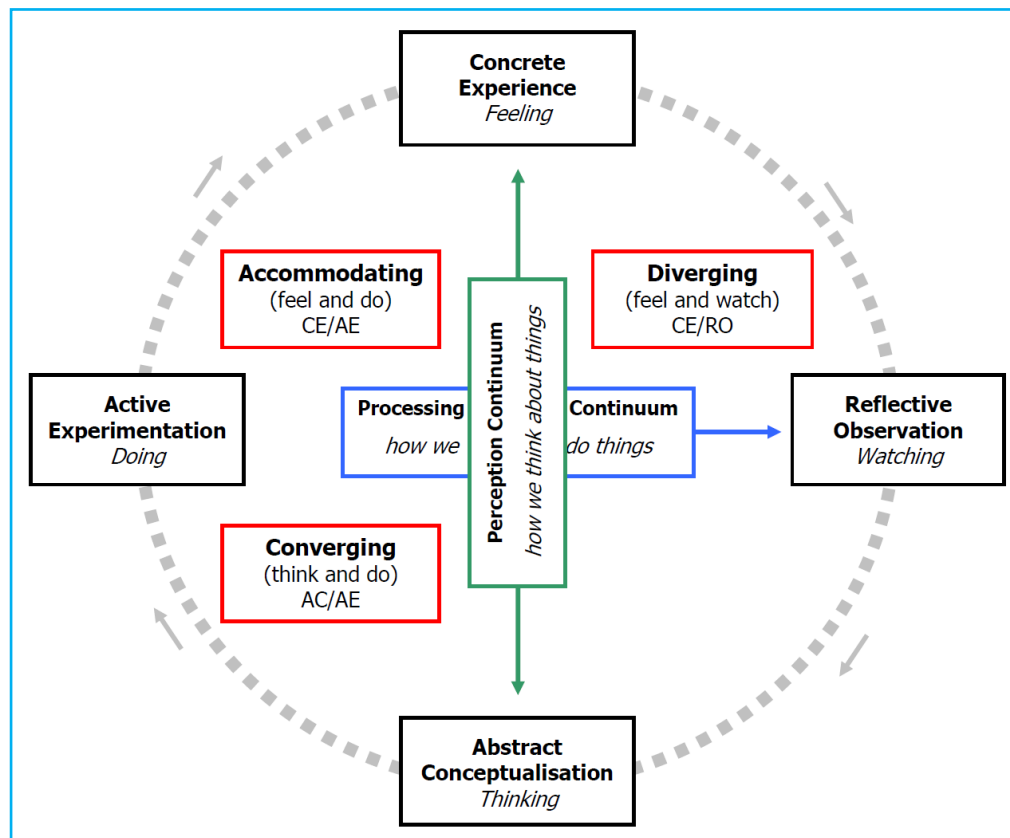 Concrete
Experience
Feeling
Accommodating
(feel and do)
CE/AE
Diverging
(feel and watch)
CE/RO
Active
Experimentation
Doing
Processing Continuum
how we do things
Perception Continuum
how we think about things
Reflective
Observation
Watching
Converging
(think and do)
AC/AE
Abstract
Conceptualisation
Thinking